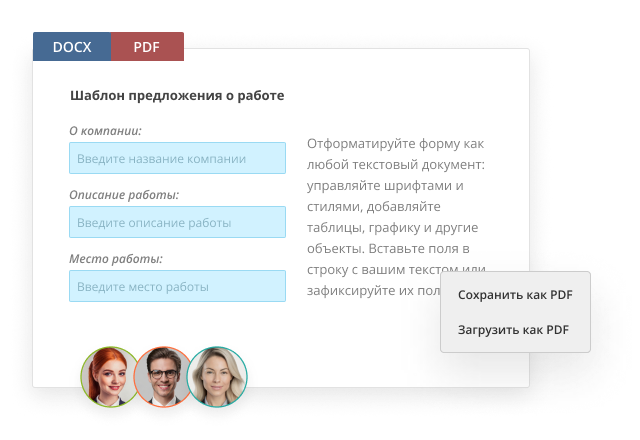 DOCX PDF
Шаблон предложения о работе
О компании:
Введите название компании
Описание работы:
Введите описание работы
Место работы:
Введите место работы
Отформатируйте форму как
любой текстовый документ:
управляйте шрифтами и
стилями, добавляйте
таблицы, графику и другие
объекты. Вставьте поля в
строку с вашим текстом или
зафиксируйте их
Сохранить как PDF
Загрузить как PDF